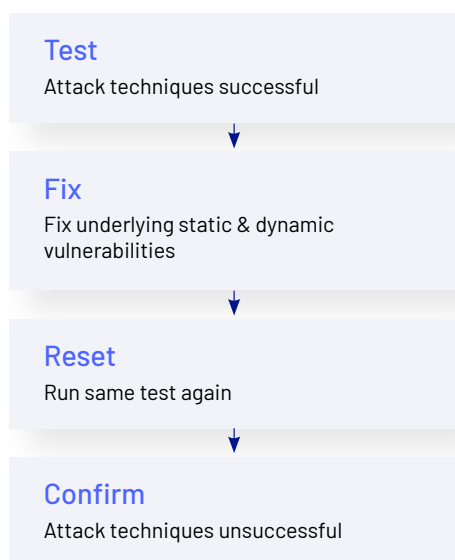 Test
Attack techniques successful
Fix
Fix underlying static & dynamic
vulnerabilities
Reset
Run same test again
Confirm
Attack techniques unsuccessful